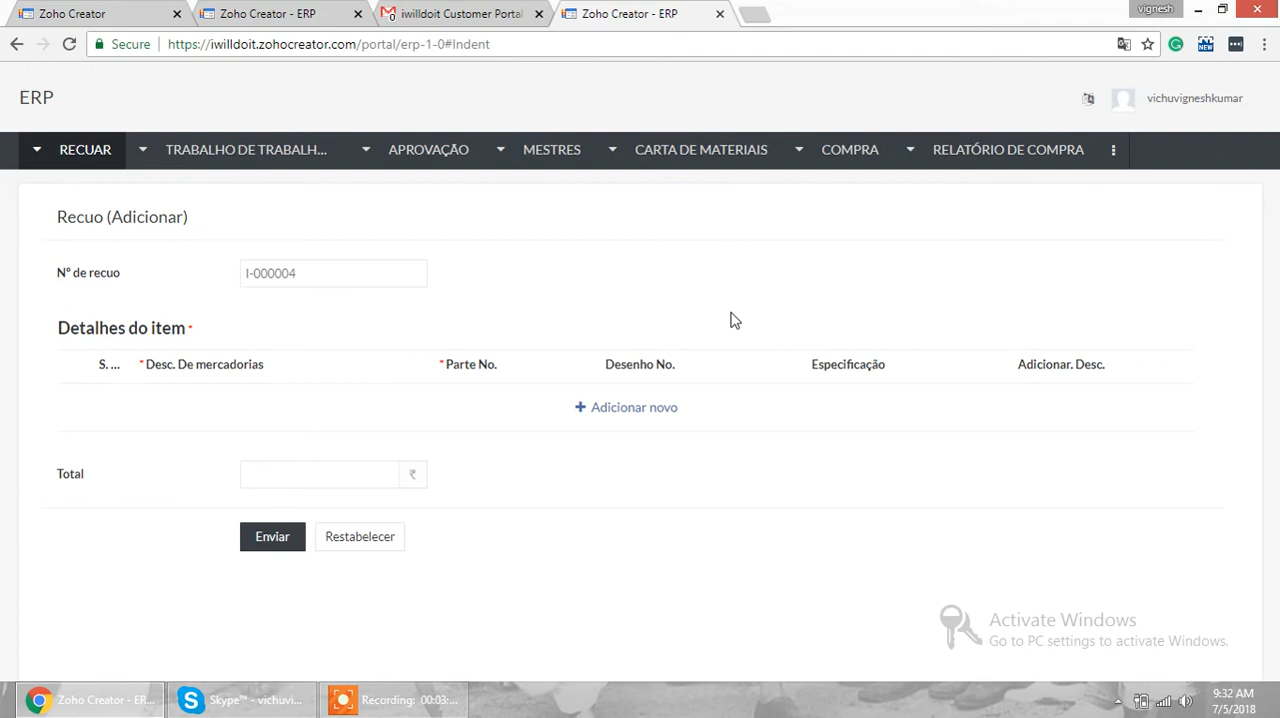 Zoho Creator
Zoho Creator - ERP
iwilldoit Customer Portal
Zoho Creator - ERP
vignesh
Secure
https://iwilldoit.zohocreator.com/portal/erp-1-0#Indent
NEW
ERP
vichuvigneshkumar
RECUAR
TRABALHO DE TRABALH...
APROVAÇÃO
MESTRES
CARTA DE MATERIAIS
COMPRA
RELATÓRIO DE COMPRA
Recuo (Adicionar)
Nº de recuo
I-000004
Detalhes do item *
S. ...
* Desc. De mercadorias
* Parte No.
Desenho No.
Especificação
Adicionar. Desc.
+ Adicionar novo
Total
₹
Enviar
Restabelecer
Activate Windows
Go to PC settings to activate Windows.
Zoho Creator - ER...
Skype™ - vichuvi...
Recording: 00:03:...
9:32 AM
7/5/2018